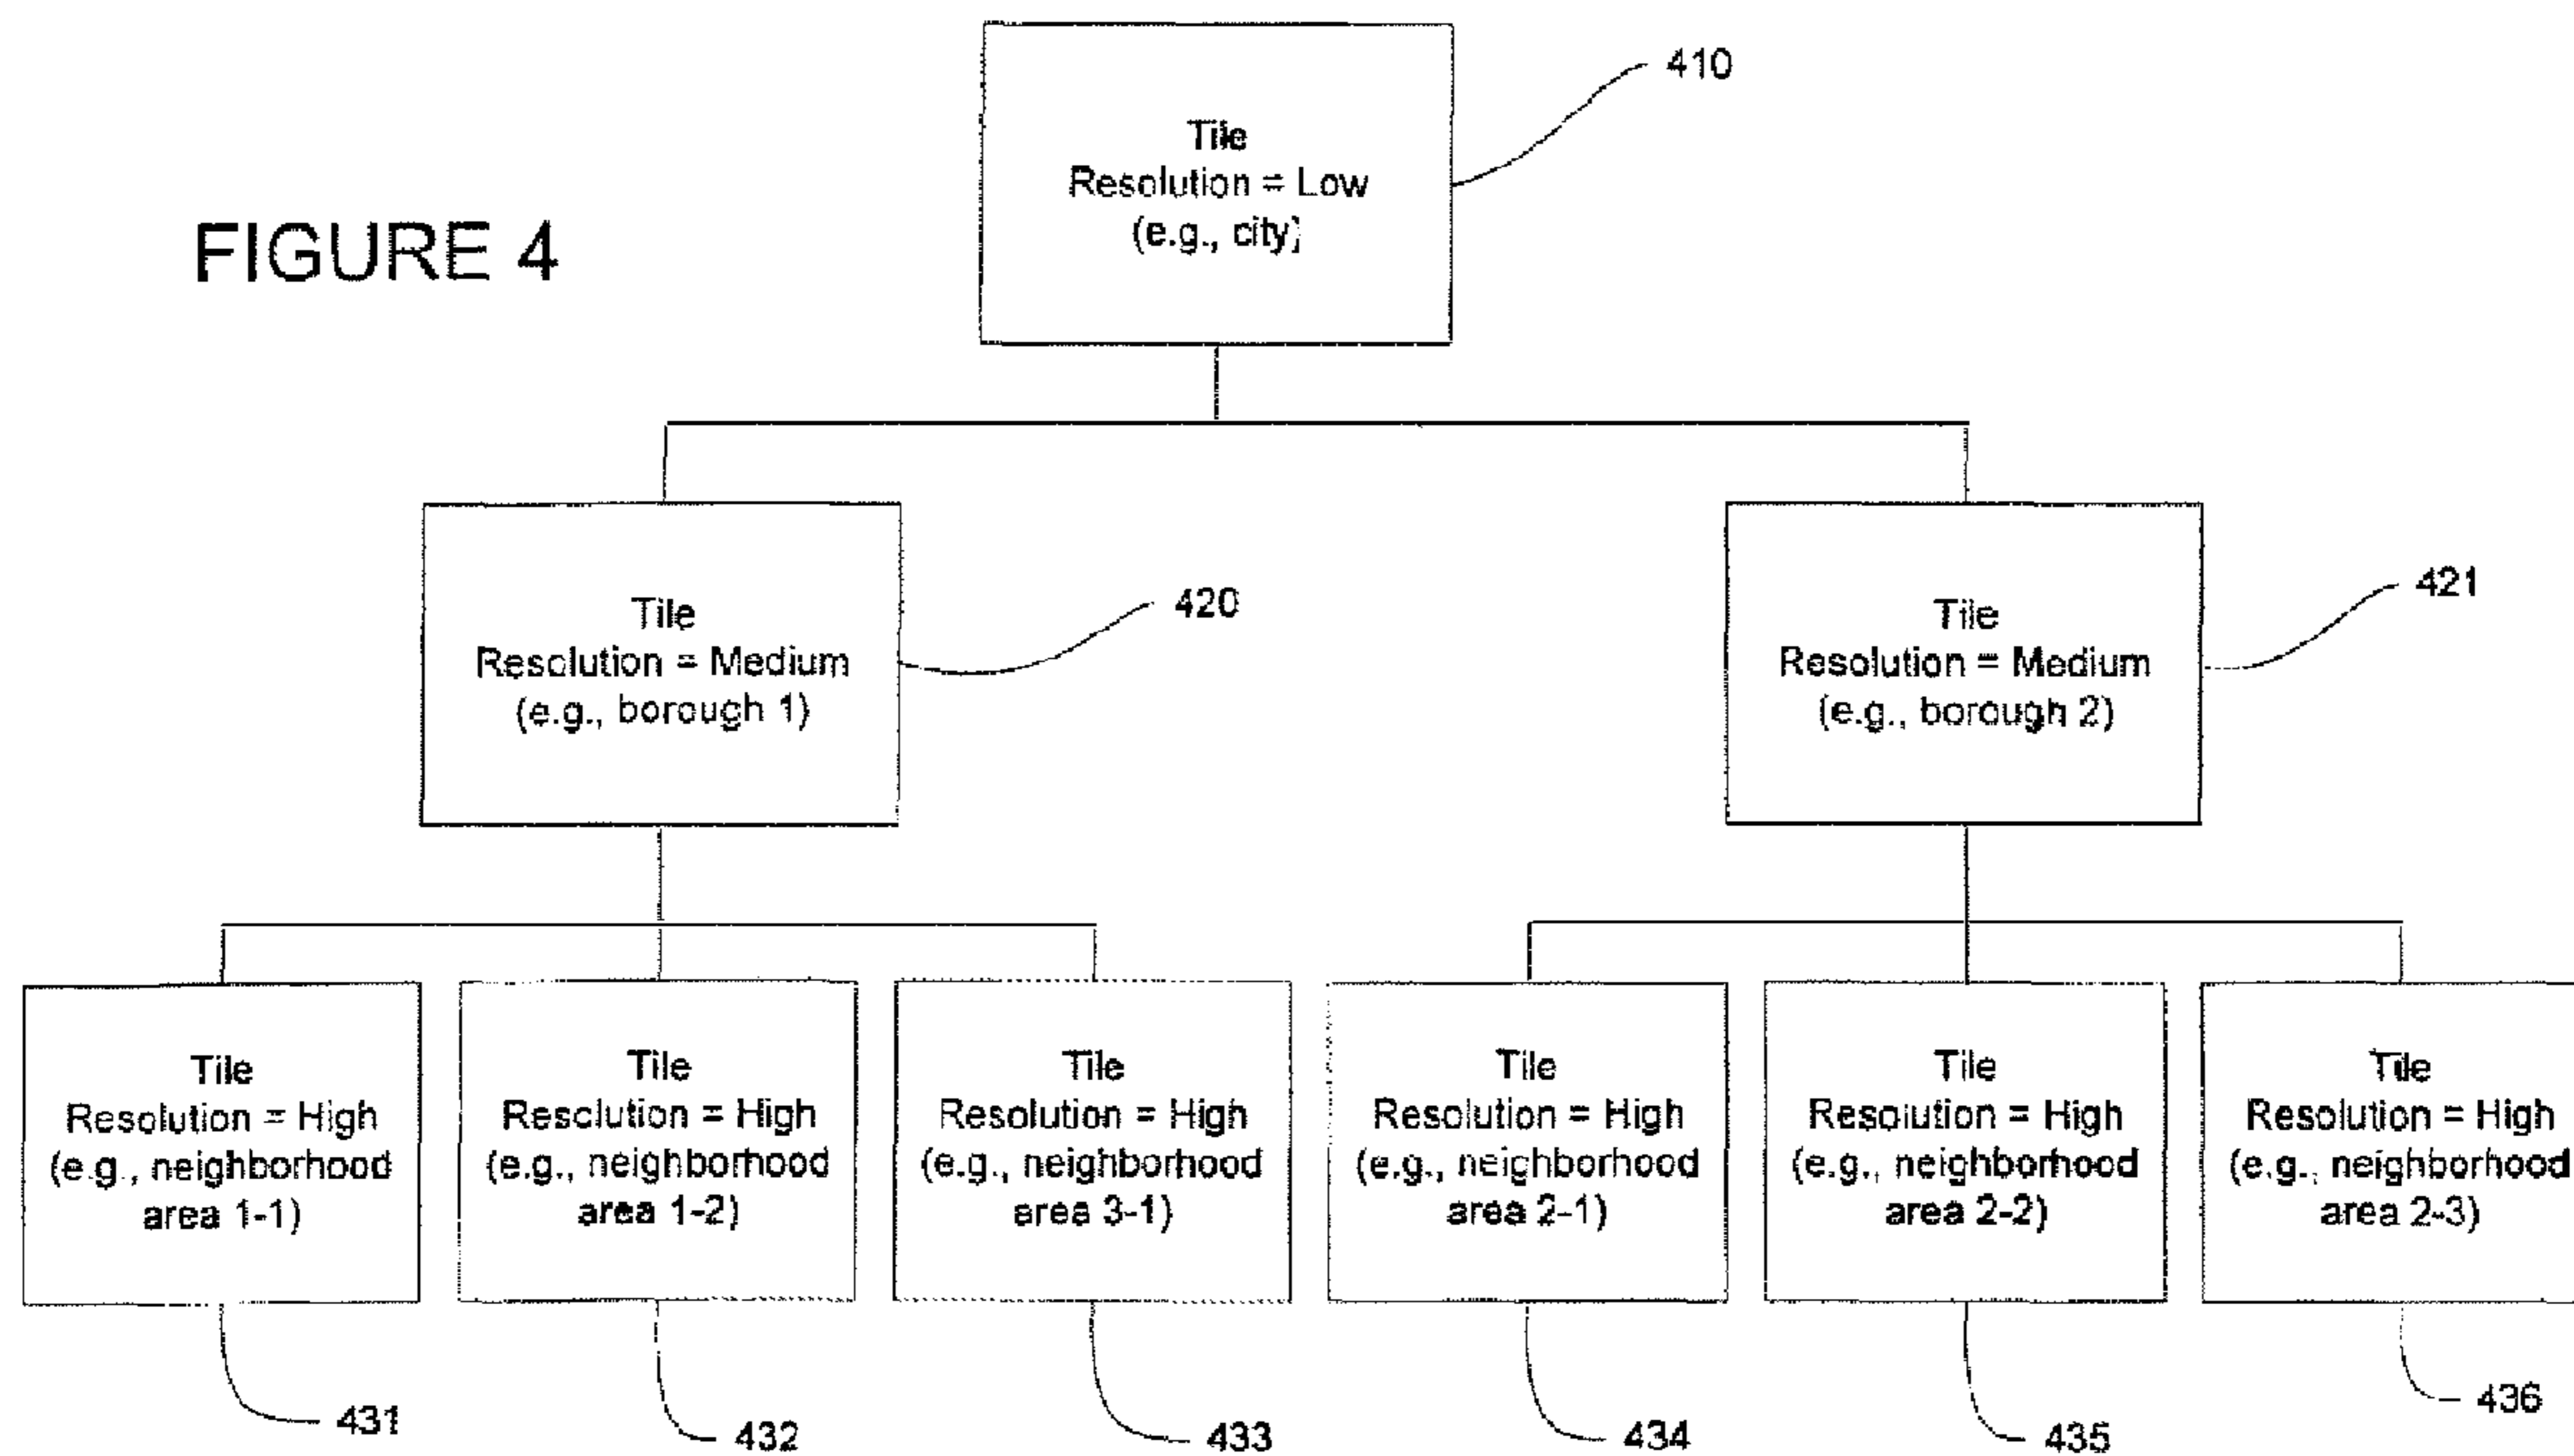 FIGURE 4
Tile
Resolution = Low
(e.g., city)
410
Tile
Resolution = Medium
(e.g., borough 1)
420
Tile
Resolution = Medium
(e.g., borough 2)
421
Tile
Resolution = High
(e.g., neighborhood
area 1-1)
431
Tile
Resolution = High
(e.g., neighborhood
area 1-2)
432
Tile
Resolution = High
(e.g., neighborhood
area 3-1)
433
Tile
Resolution = High
(e.g., neighborhood
area 2-1)
434
Tile
Resolution = High
(e.g., neighborhood
area 2-2)
435
Tile
Resolution = High
(e.g., neighborhood
area 2-3)
436